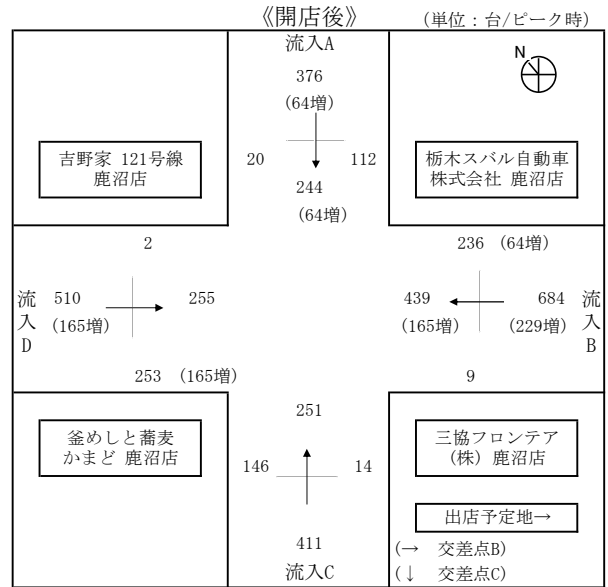 《開店後》
(単位：台/ピーク時)
流入A
376
(64増)
20
112
244
(64増)
N
吉野家 121号線
鹿沼店
栃木スバル自動車
株式会社 鹿沼店
2
236 (64増)
流入D
510
(165増)
255
439
(165増)
684
(229増)
流入B
253 (165増)
9
釜めしと蕎麦
かまど 鹿沼店
251
146
14
411
流入C
三協フロンテア
(株) 鹿沼店
出店予定地→
(→ 交差点B)
(↓ 交差点C)